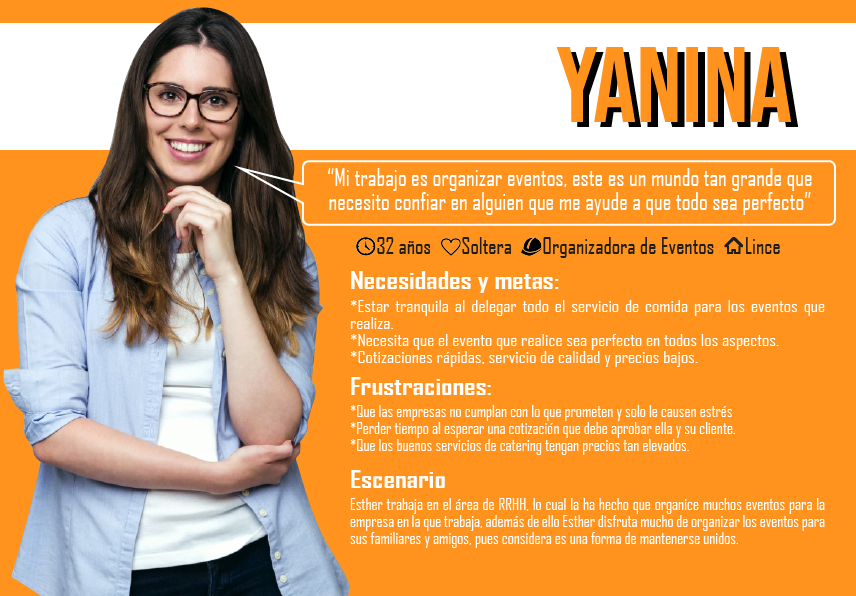 YANINA
“Mi trabajo es organizar eventos, este es un mundo tan grande que
necesito confiar en alguien que me ayude a que todo sea perfecto”
32 años Soltera Organizadora de Eventos Lince
Necesidades y metas:
*Estar tranquila al delegar todo el servicio de comida para los eventos que
realiza.
*Necesita que el evento que realice sea perfecto en todos los aspectos.
*Cotizaciones rápidas, servicio de calidad y precios bajos.
Frustraciones:
*Que las empresas no cumplan con lo que prometen y solo le causen estrés
*Perder tiempo al esperar una cotización que debe aprobar ella y su cliente.
*Que los buenos servicios de catering tengan precios tan elevados.
Escenario
Esther trabaja en el área de RRHH, lo cual la ha hecho que organice muchos eventos para la
empresa en la que trabaja, además de ello Esther disfruta mucho de organizar los eventos para
sus familiares y amigos, pues considera es una forma de mantenerse unidos.